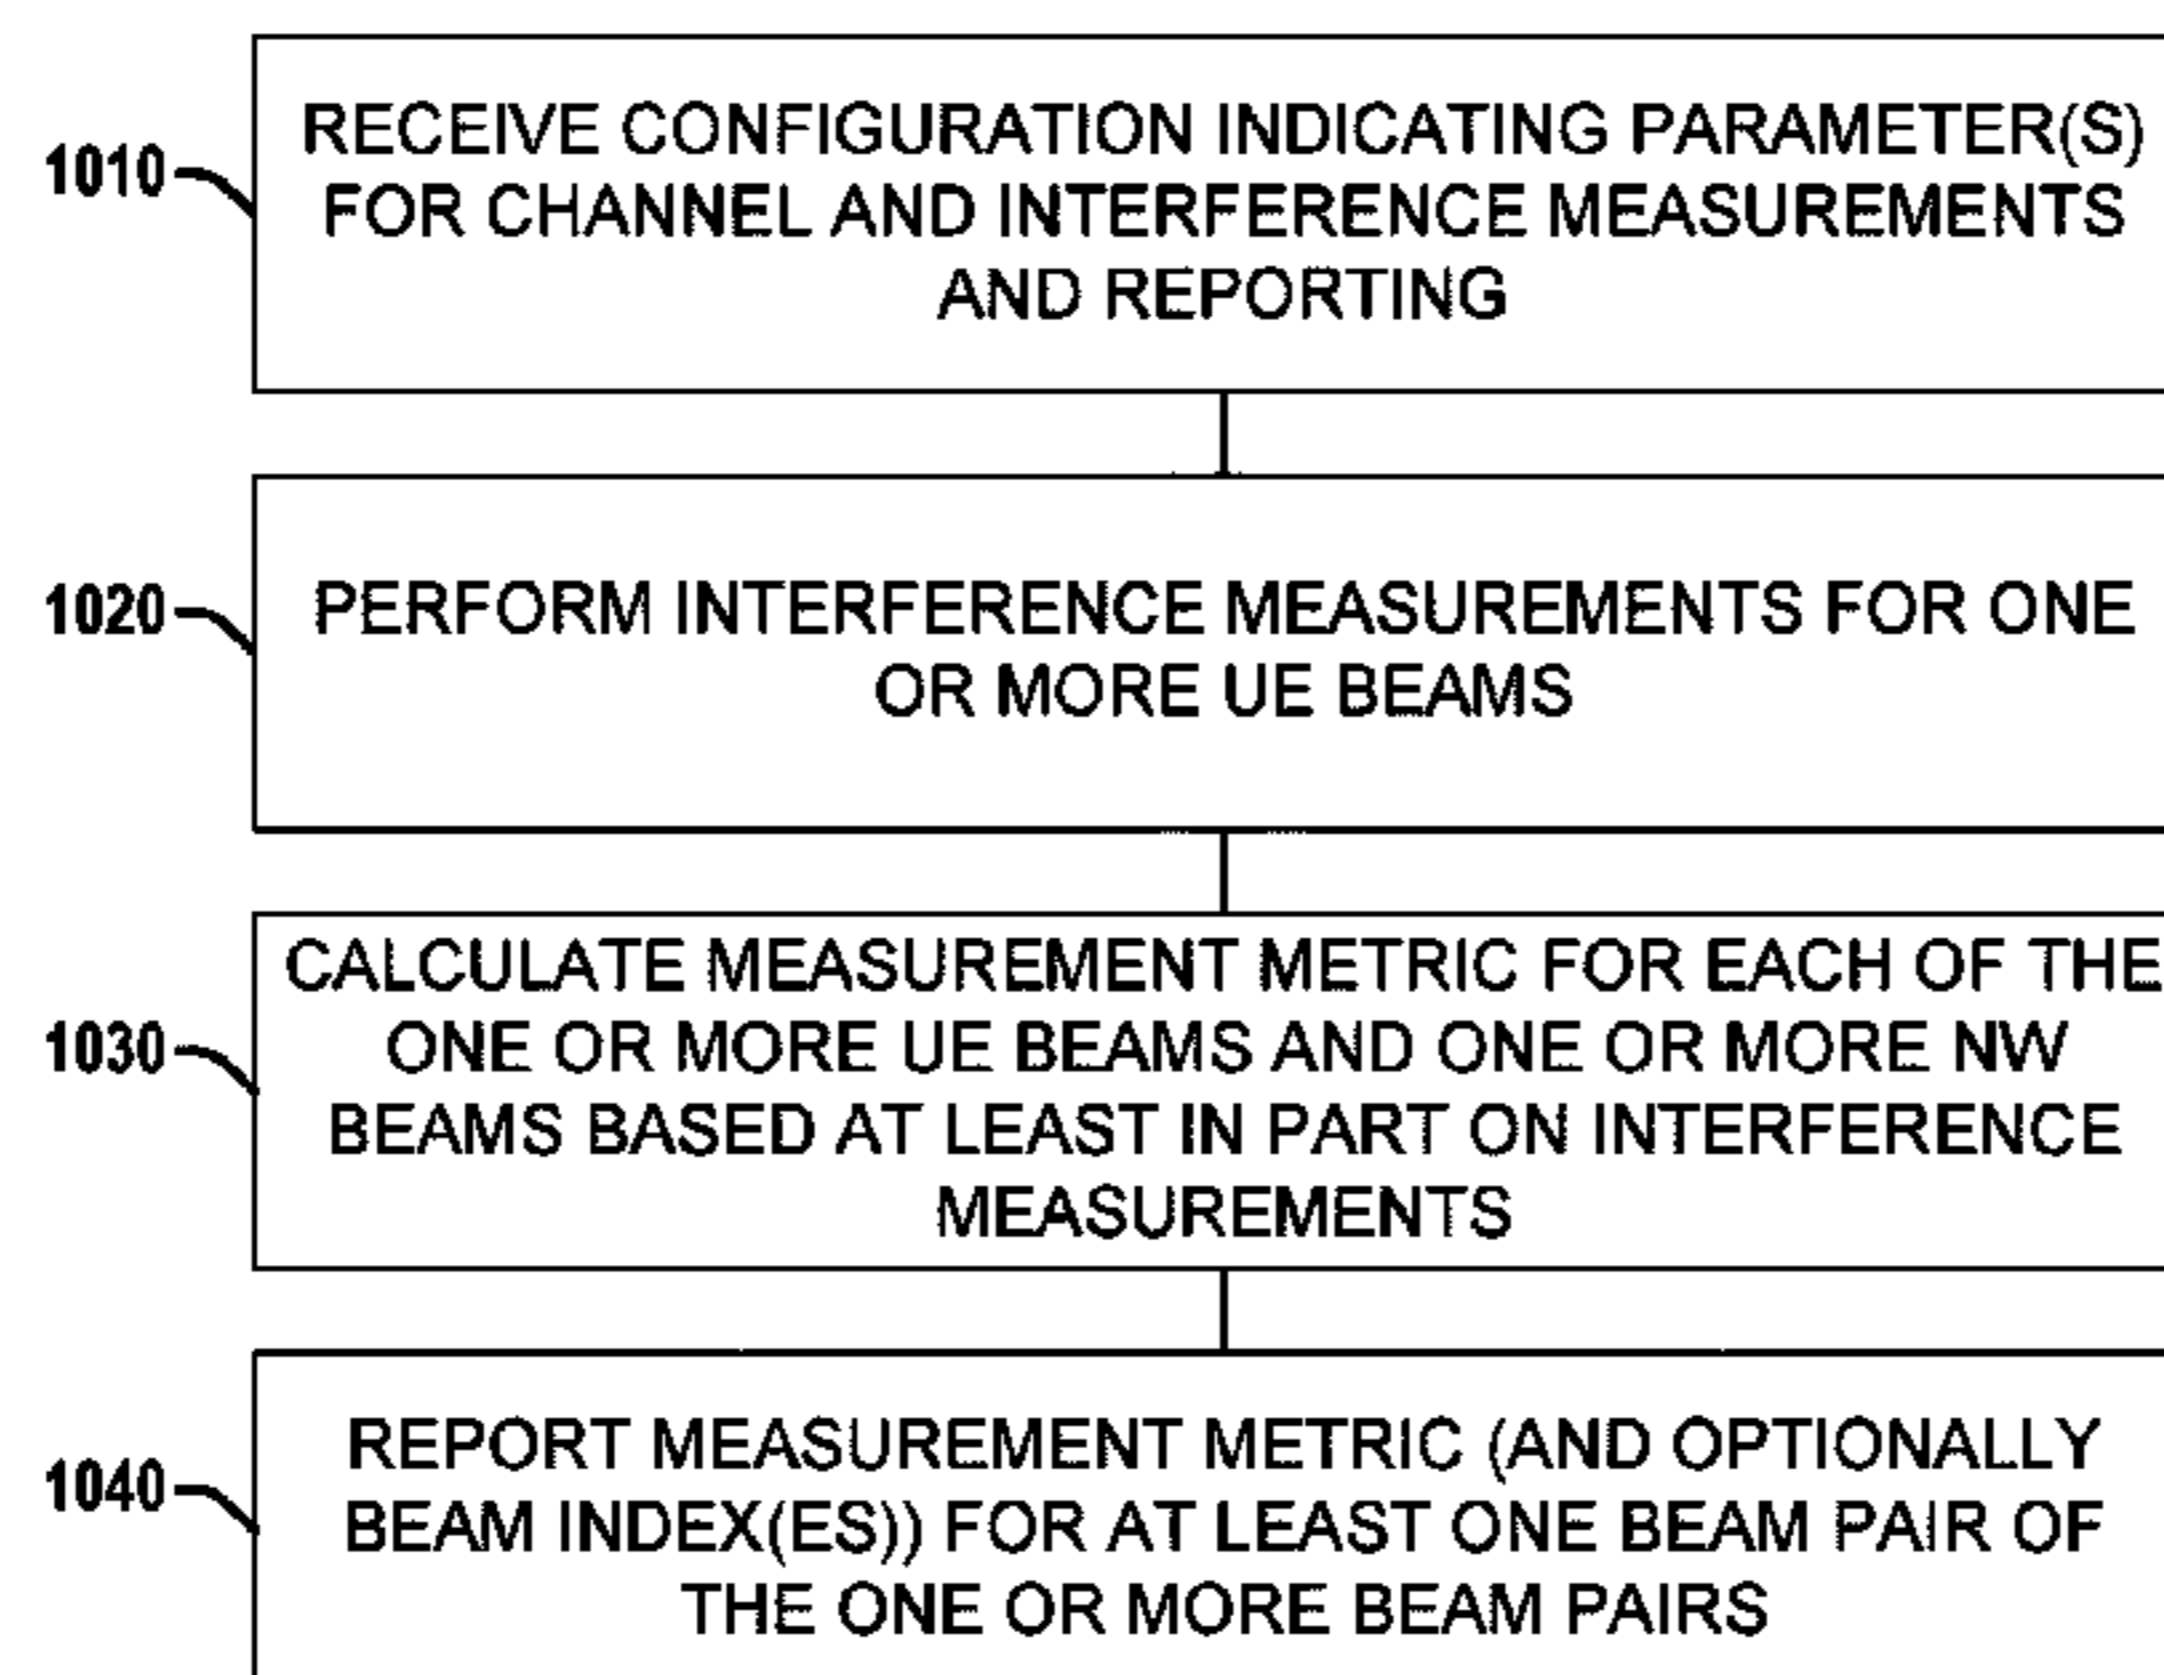 1010
RECEIVE CONFIGURATION INDICATING PARAMETER(S)
FOR CHANNEL AND INTERFERENCE MEASUREMENTS
AND REPORTING
1020
PERFORM INTERFERENCE MEASUREMENTS FOR ONE
OR MORE UE BEAMS
1030
CALCULATE MEASUREMENT METRIC FOR EACH OF THE
ONE OR MORE UE BEAMS AND ONE OR MORE NW
BEAMS BASED AT LEAST IN PART ON INTERFERENCE
MEASUREMENTS
1040
REPORT MEASUREMENT METRIC (AND OPTIONALLY
BEAM INDEX(ES)) FOR AT LEAST ONE BEAM PAIR OF
THE ONE OR MORE BEAM PAIRS